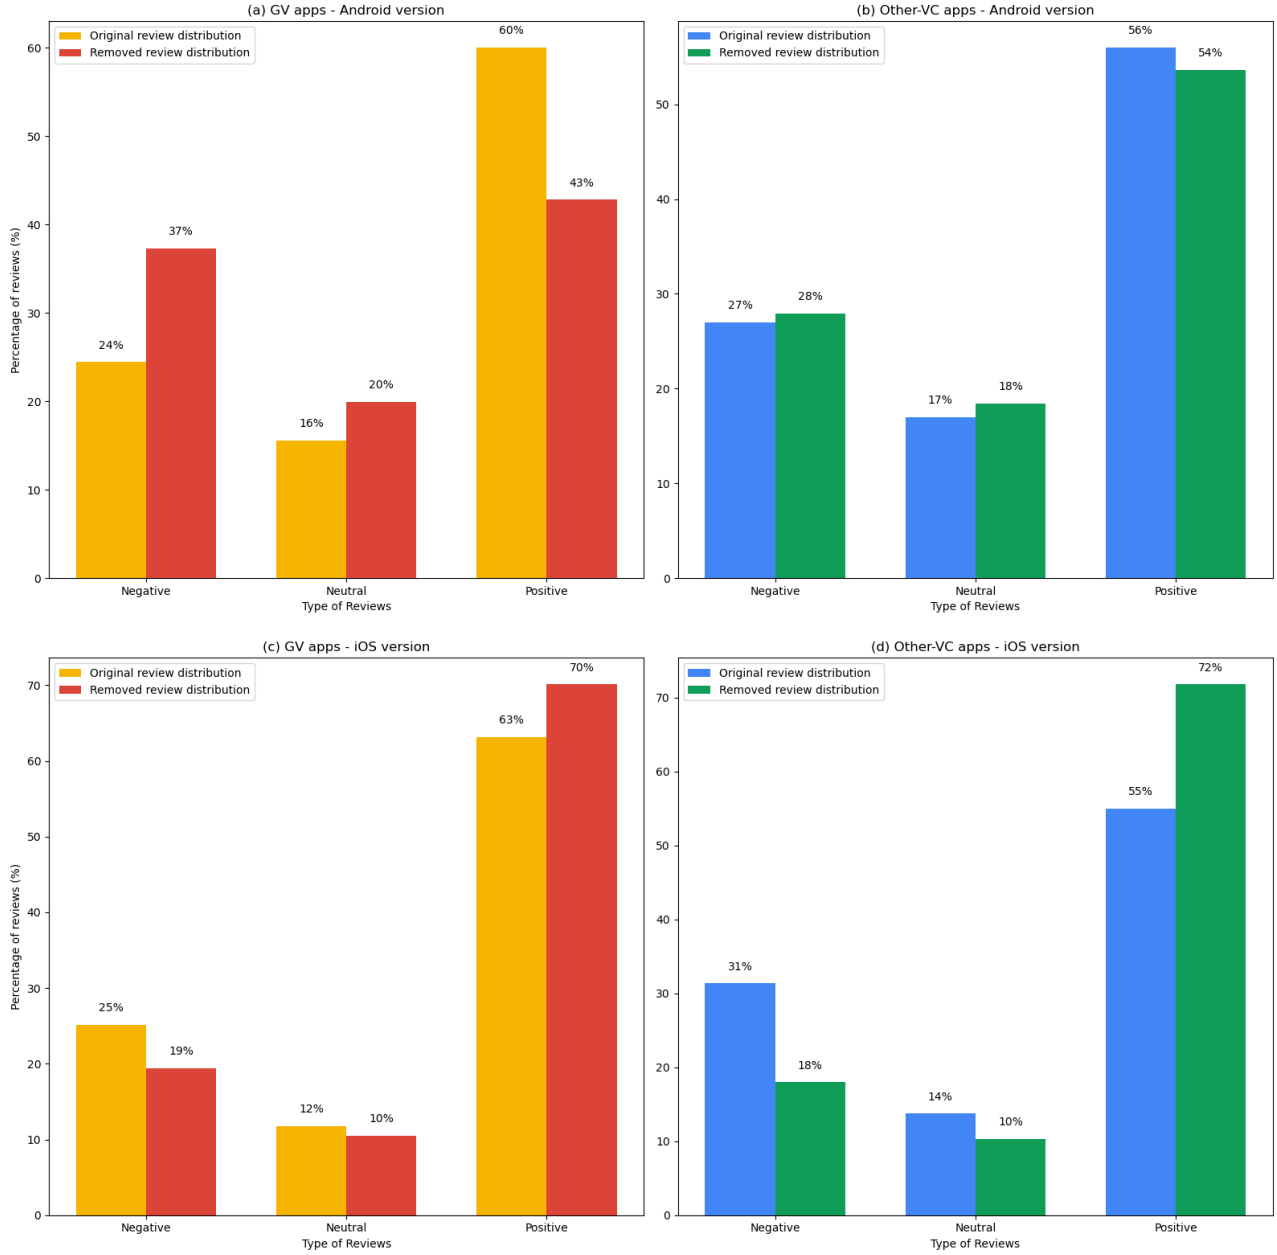 (a) GV apps - Android version
Original review distribution
Removed review distribution
Percentage of reviews (%)
60
50
40
30
20
10
0
24%
37%
16%
20%
60%
43%
Negative
Neutral
Positive
Type of Reviews
(b) Other-VC apps - Android version
Original review distribution
Removed review distribution
50
40
30
20
10
0
27%
28%
17%
18%
56%
54%
Negative
Neutral
Positive
Type of Reviews
(c) GV apps - iOS version
Original review distribution
Removed review distribution
Percentage of reviews (%)
70
60
50
40
30
20
10
0
25%
19%
12%
10%
63%
70%
Negative
Neutral
Positive
Type of Reviews
(d) Other-VC apps - iOS version
Original review distribution
Removed review distribution
70
60
50
40
30
20
10
0
31%
18%
14%
10%
55%
72%
Negative
Neutral
Positive
Type of Reviews